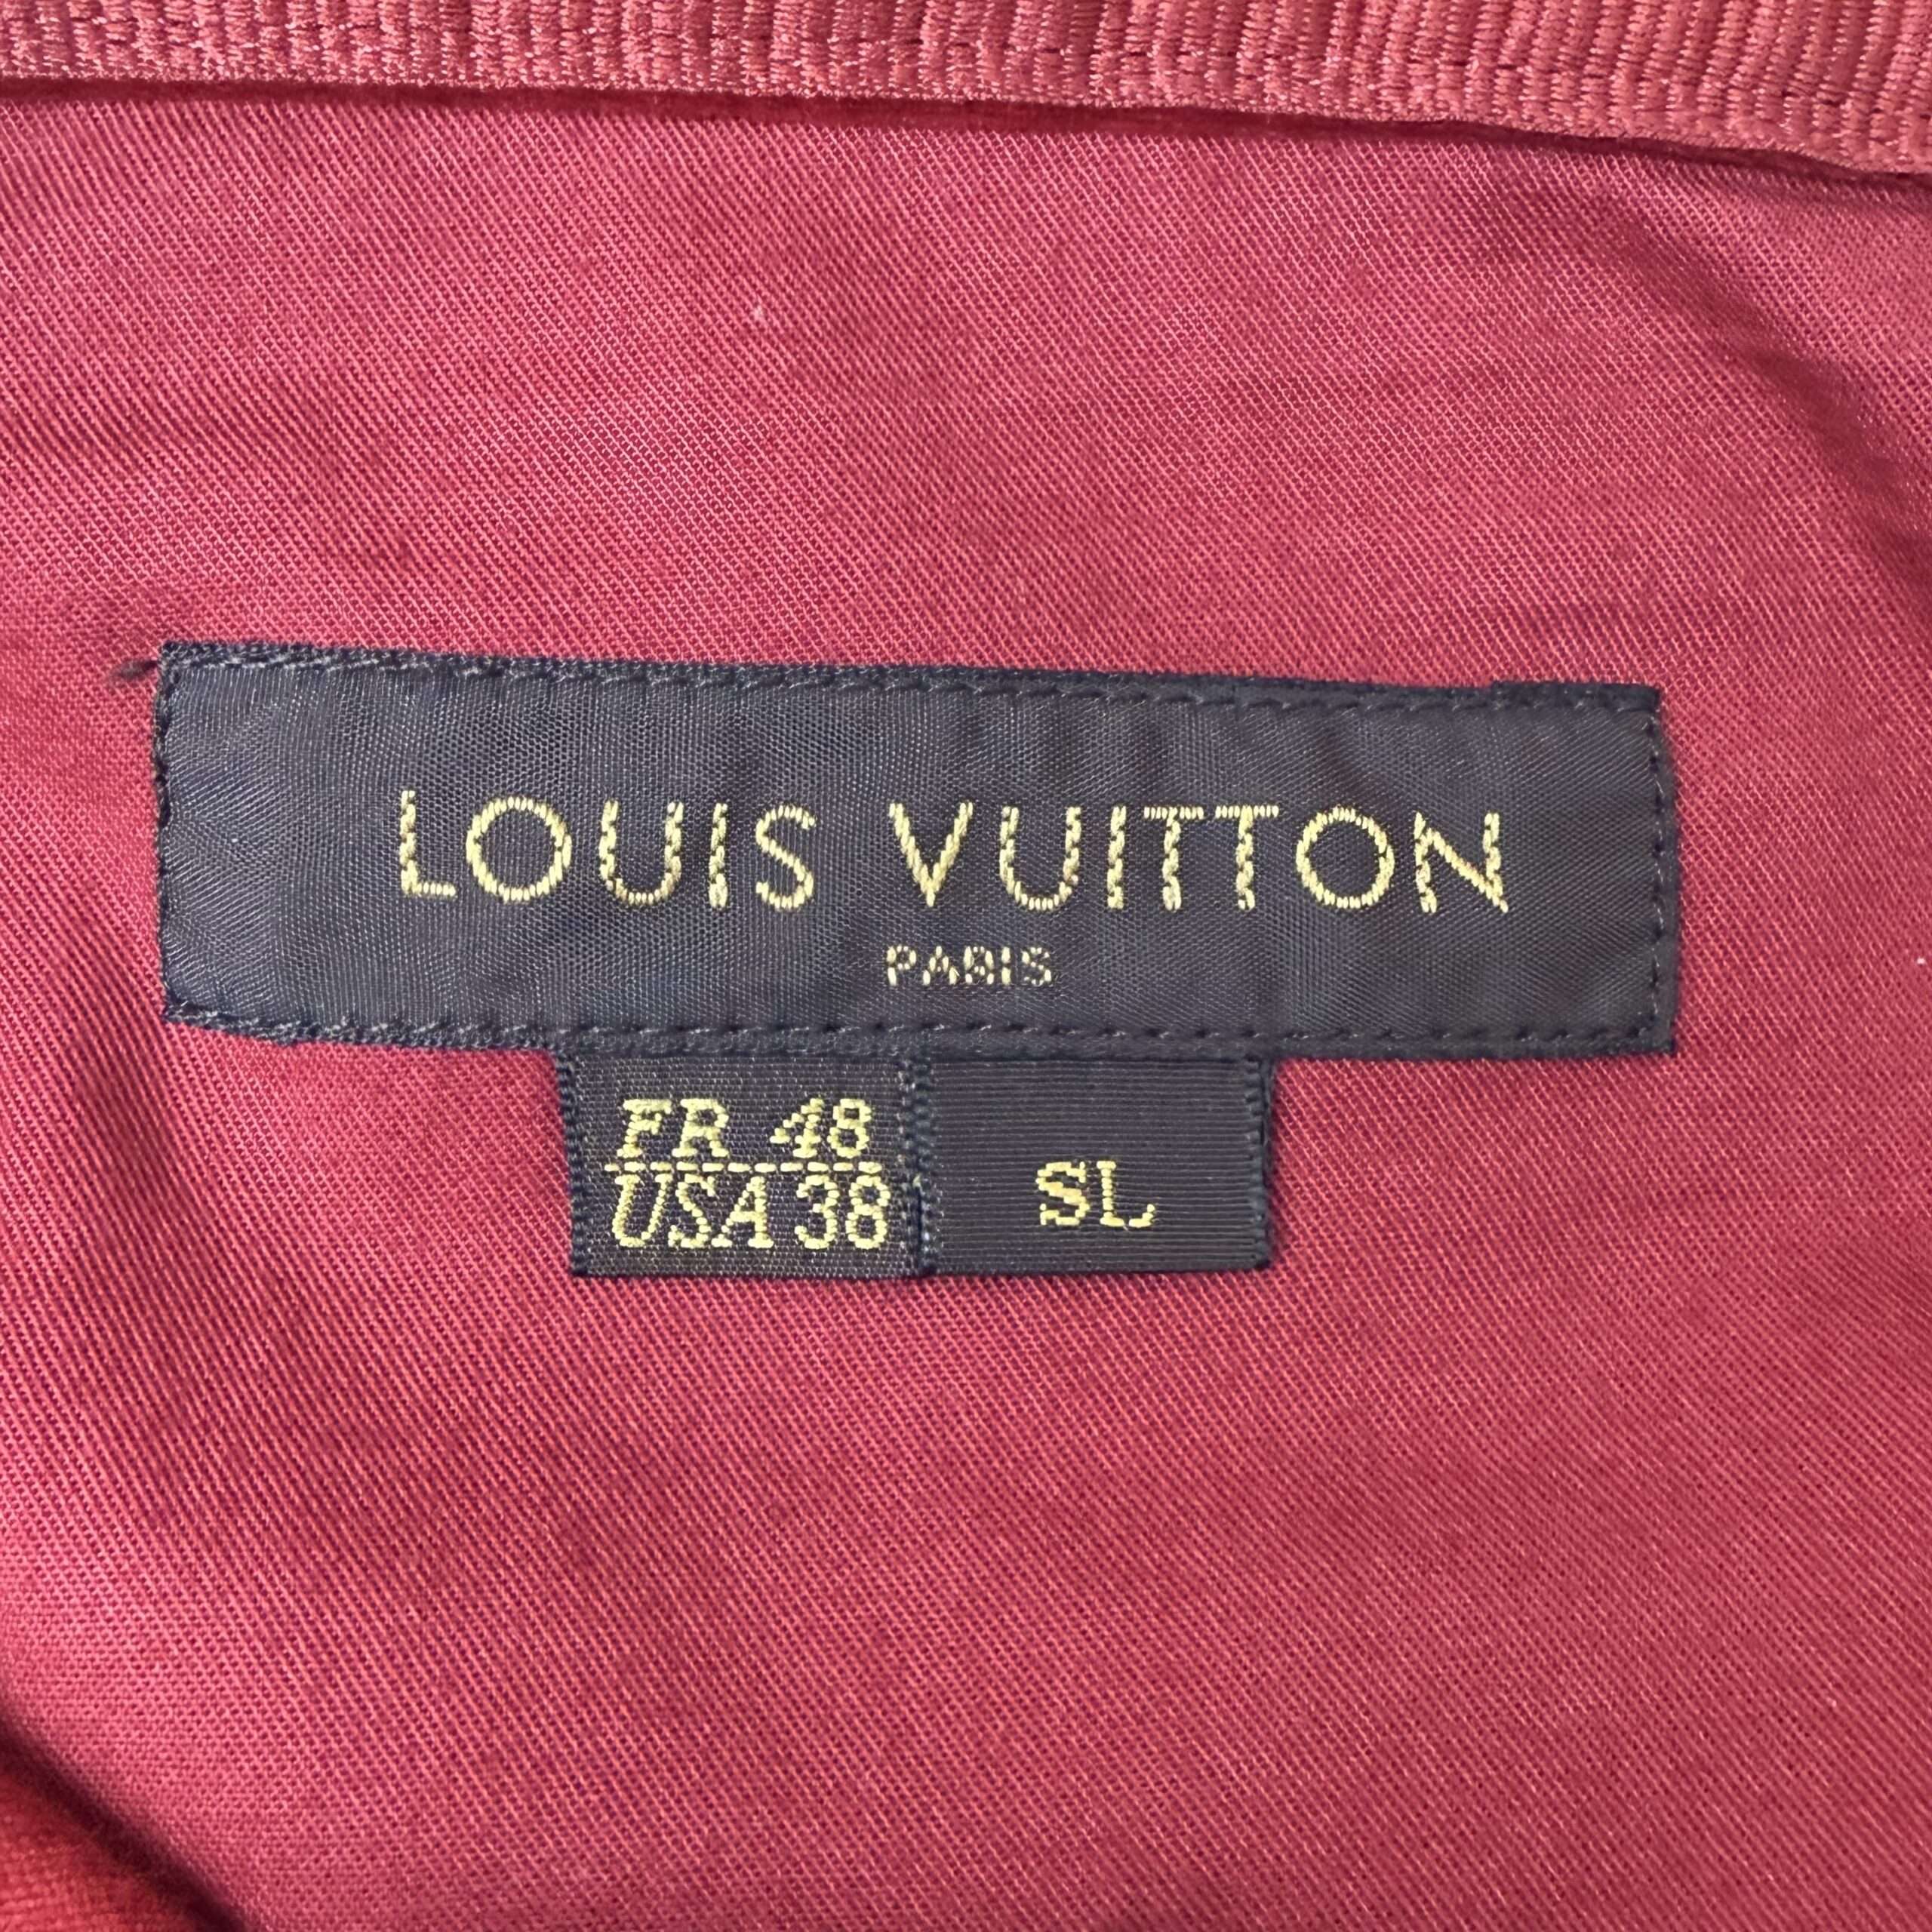 LOUIS VUITTON
PARIS
FR 48
USA 38
SL